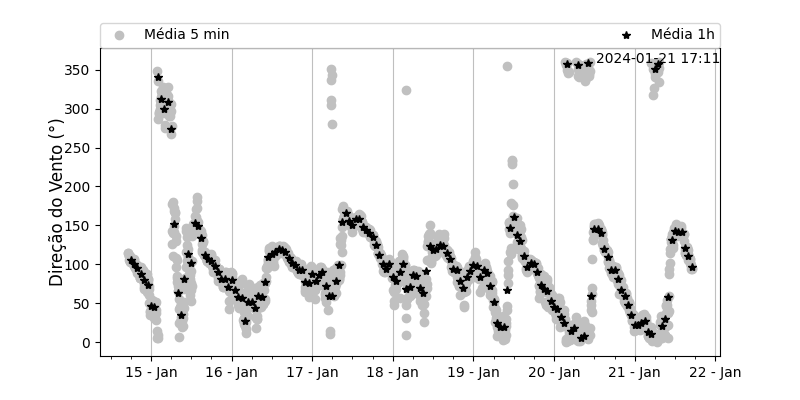 Média 5 min
Média 1h
2024-01-21 17:11
Direção do Vento (°)
350
300
250
200
150
100
50
0
15 - Jan
16 - Jan
17 - Jan
18 - Jan
19 - Jan
20 - Jan
21 - Jan
22 - Jan